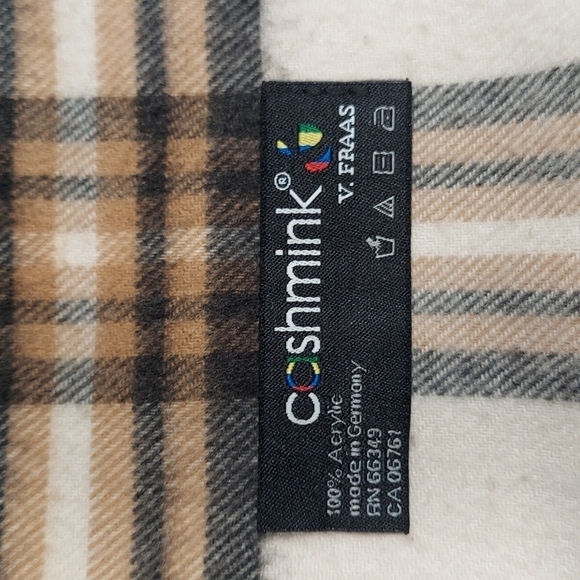 cashmink®
V. FRAAS
100% Acrylic
made in Germany
RN 66349
CA 06761